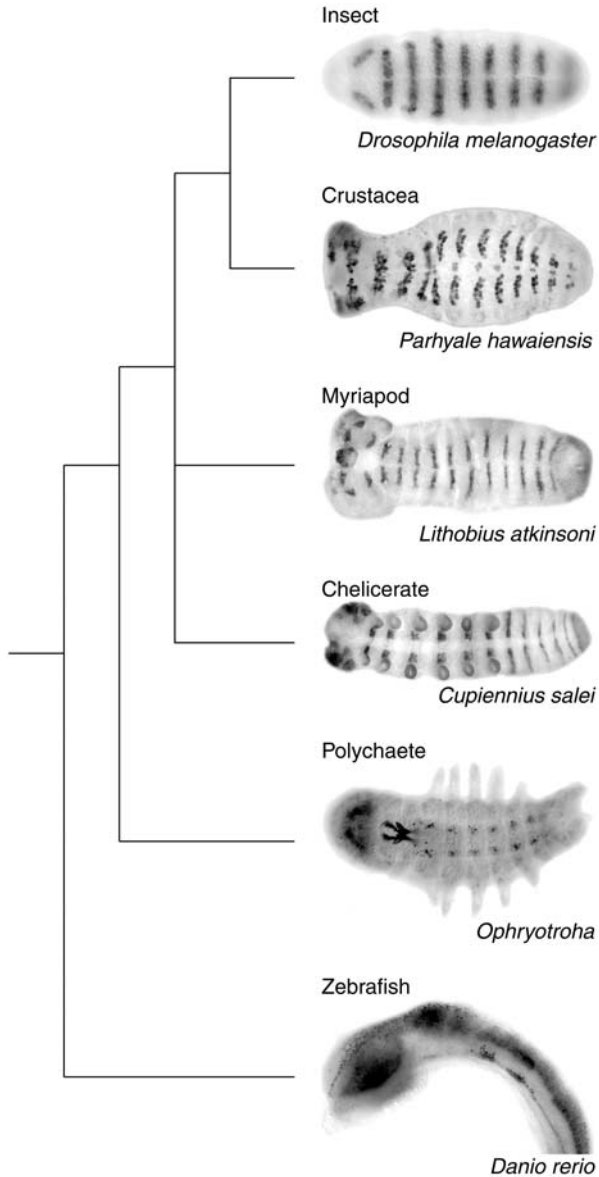 Insect
Drosophila melanogaster
Crustacea
Parhyale hawaiensis
Myriapod
Lithobius atkinsoni
Chelicerate
Cupiennius salei
Polychaete
Ophryotroha
Zebrafish
Danio rerio